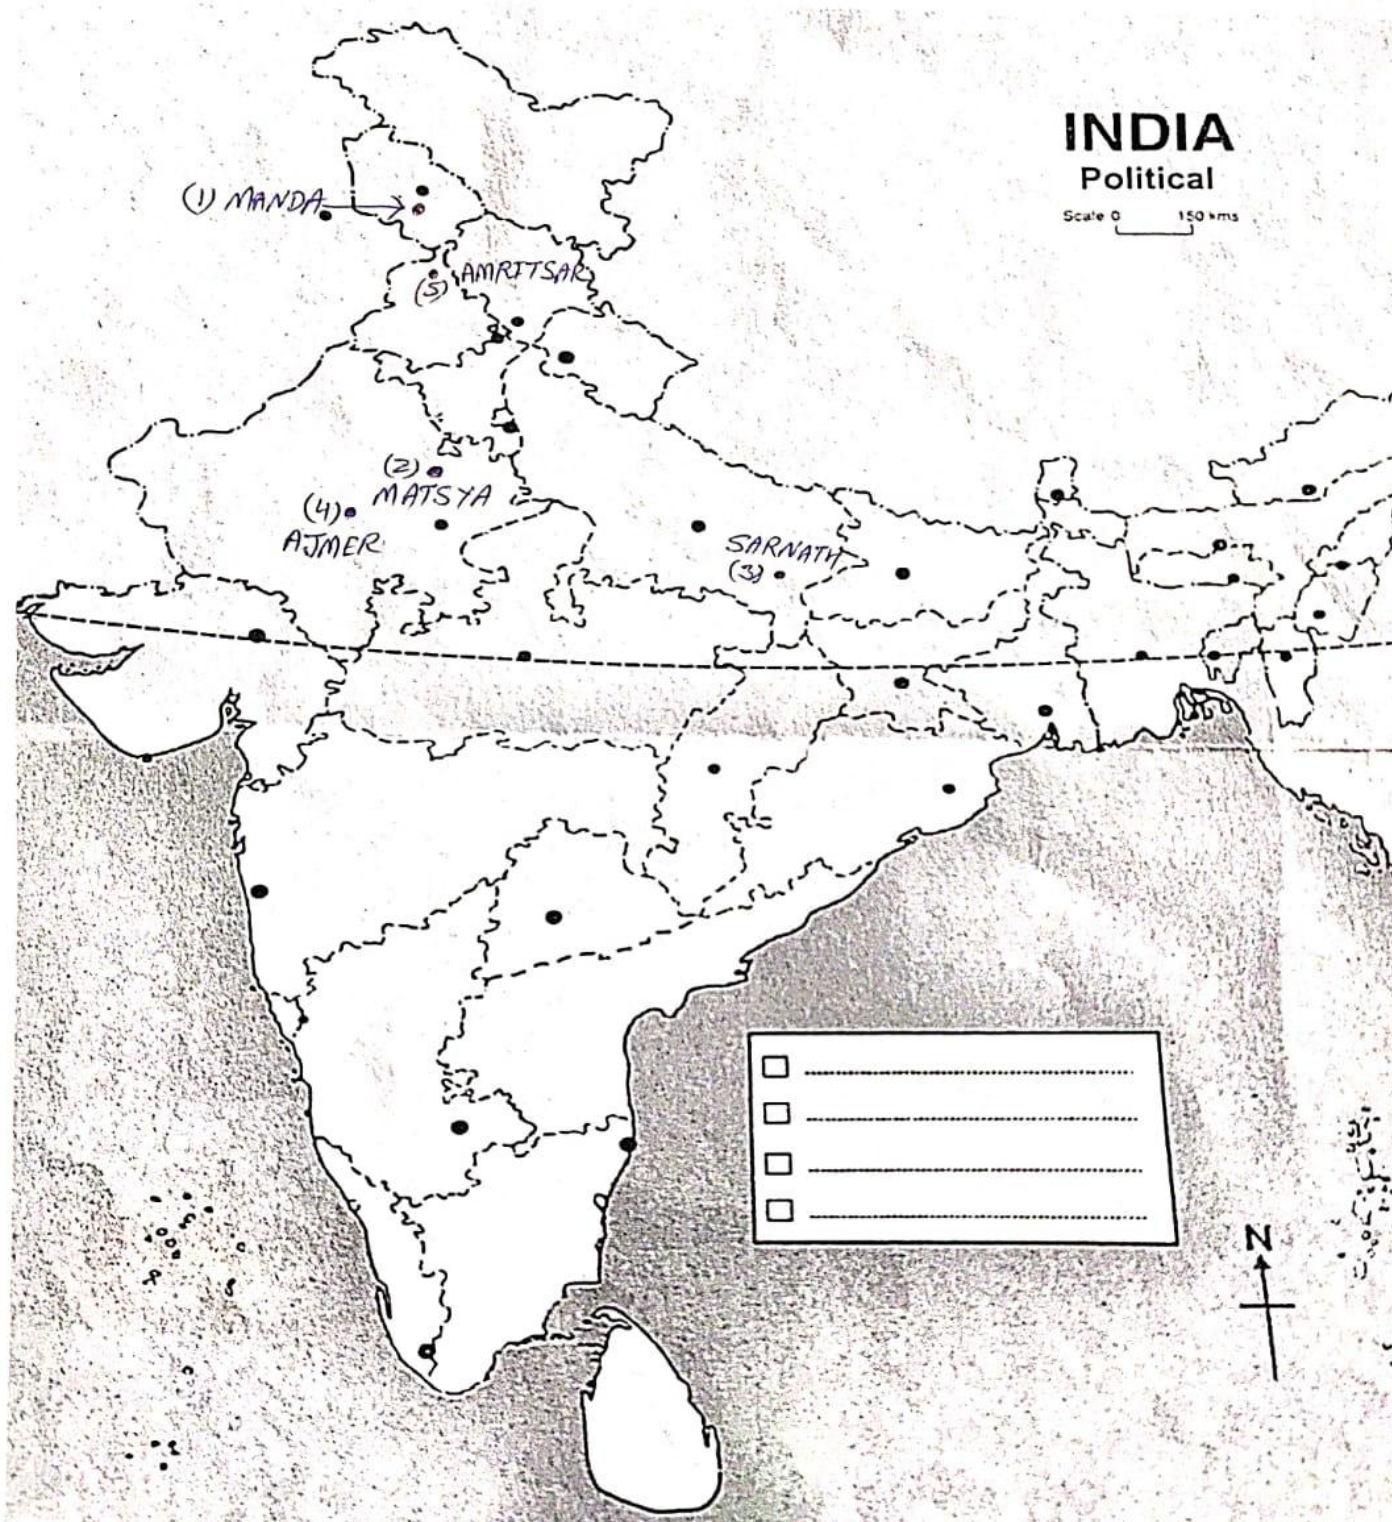 INDIA
Political
Scale 0 150 kms
(1) MANDA
AMRITSAR
(5)
(2)
MATSYA
(4)
AJMER
SARNATH
(3)
N